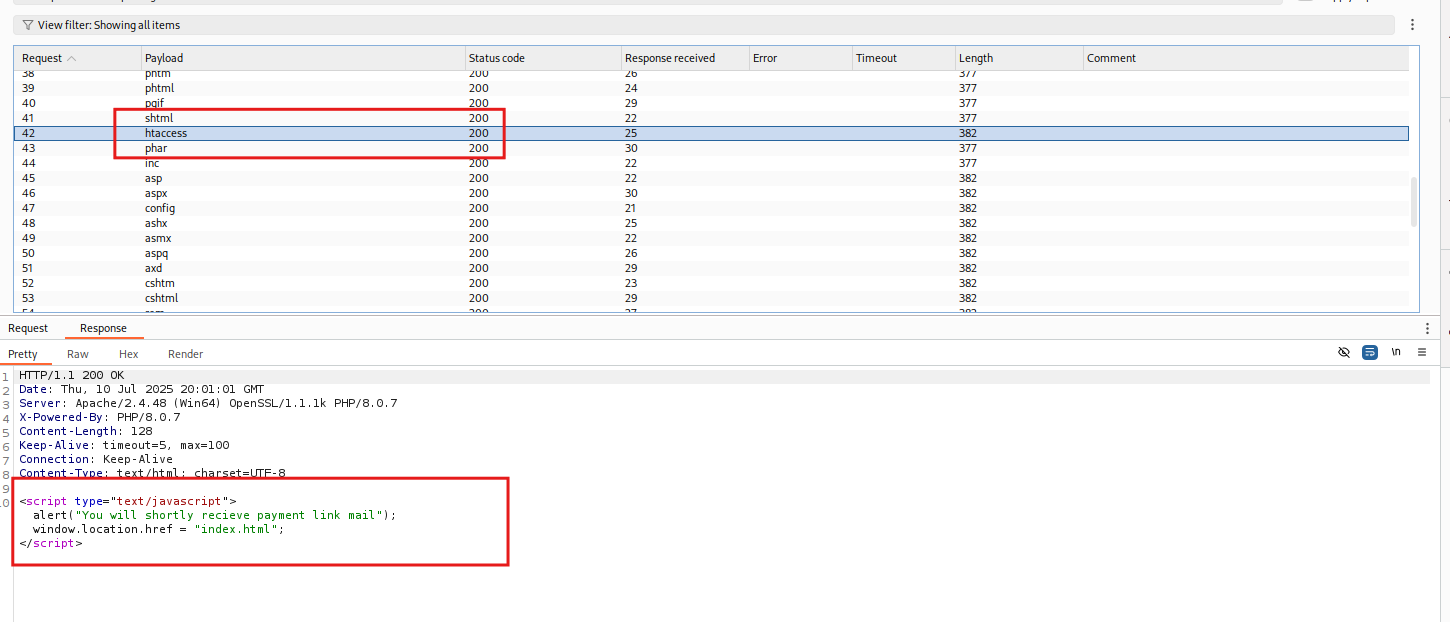 View filter: Showing all items
Request Payload Status code Response received Error Timeout Length Comment
38 phtm 200 26 377
39 phtml 200 24 377
40 pgif 200 29 377
41 shtml 200 22 377
42 htaccess 200 25 382
43 phar 200 30 377
44 inc 200 22 377
45 asp 200 22 382
46 aspx 200 30 382
47 config 200 21 382
48 ashx 200 25 382
49 asmx 200 22 382
50 aspq 200 26 382
51 axd 200 29 382
52 cshtm 200 23 382
53 cshtml 200 29 382
Request Response
Pretty Raw Hex Render \n
1 HTTP/1.1 200 OK
2 Date: Thu, 10 Jul 2025 20:01:01 GMT
3 Server: Apache/2.4.48 (Win64) OpenSSL/1.1.1k PHP/8.0.7
4 X-Powered-By: PHP/8.0.7
5 Content-Length: 128
6 Keep-Alive: timeout=5, max=100
7 Connection: Keep-Alive
8 Content-Type: text/html; charset=UTF-8
9
10 <script type="text/javascript">
alert("You will shortly recieve payment link mail");
window.location.href = "index.html";
</script>